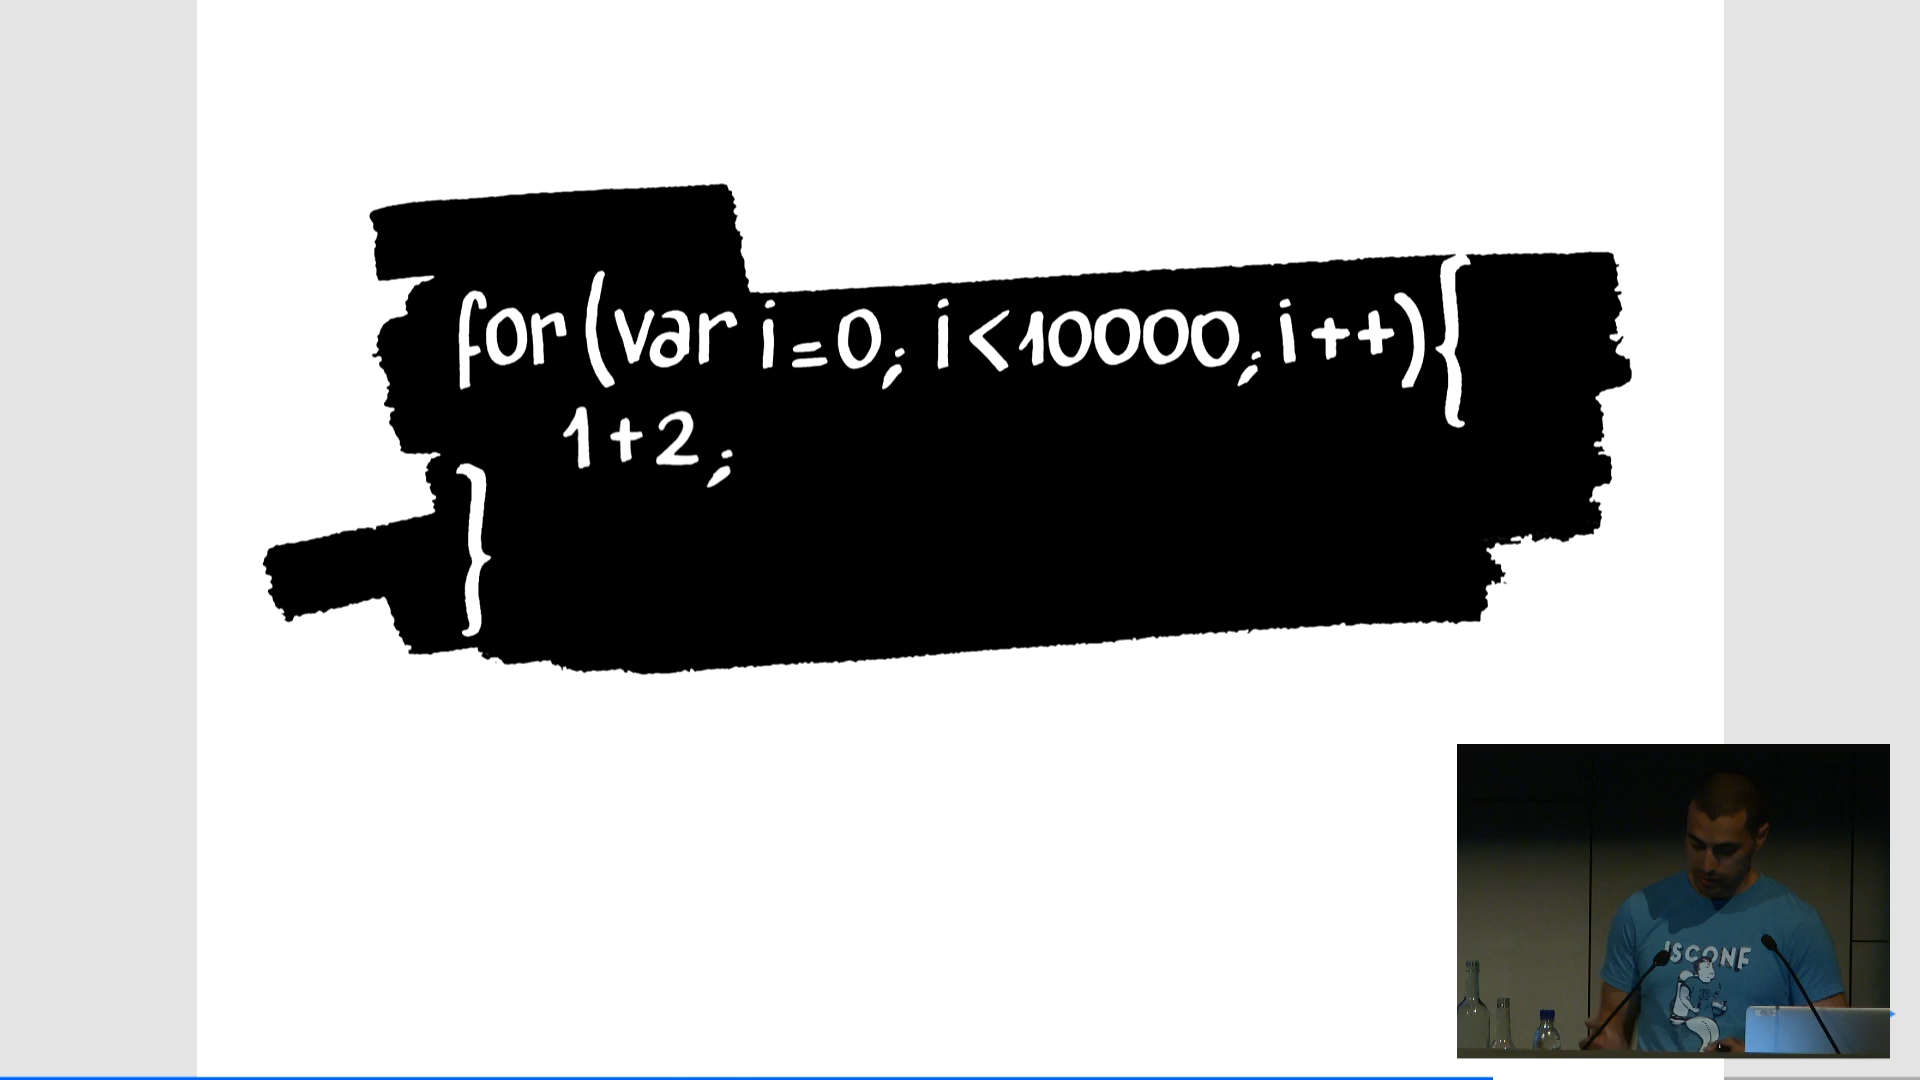 for(var i=0; i<10000; i++){
1+2;
}
JSCONF